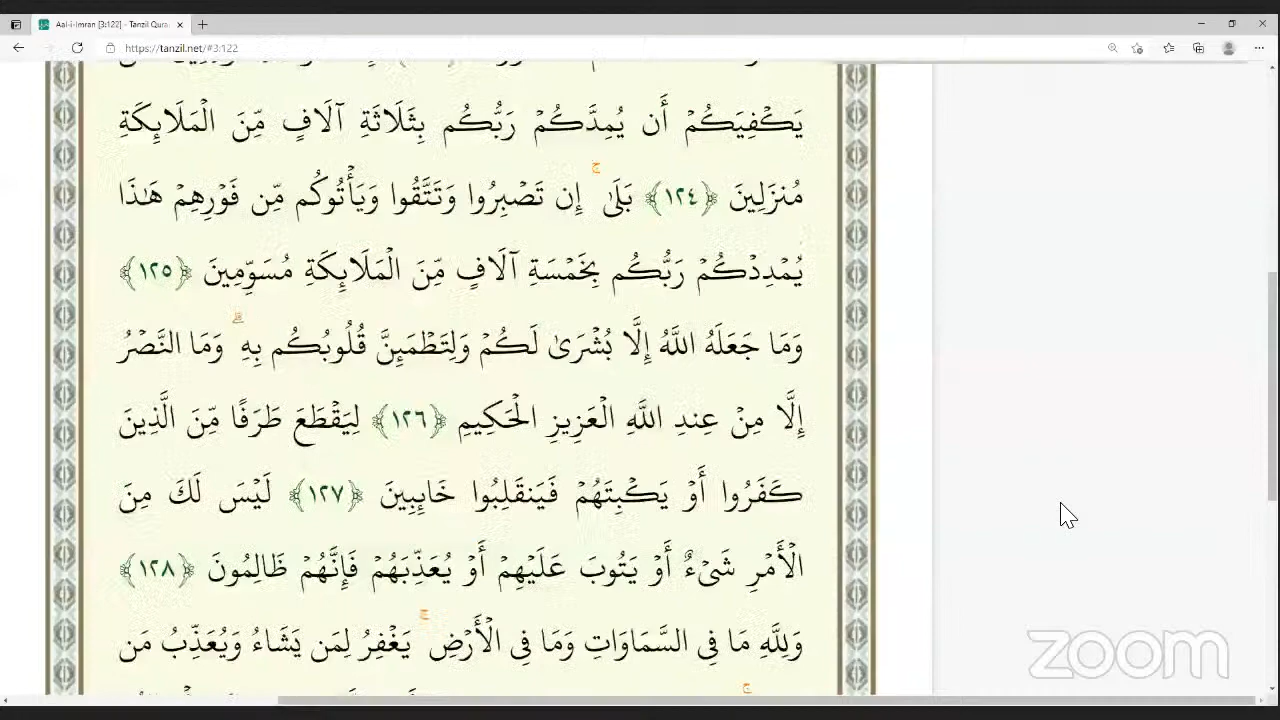 Aal-i-Imran [3:122] - Tanzil Qura
https://tanzil.net/#3:122
يَكْفِيَكُمْ أَن يُمِدَّكُمْ رَبُّكُم بِثَلَاثَةِ آلَافٍ مِّنَ الْمَلَائِكَةِ
مُنزَلِينَ ﴿١٢٤﴾ بَلَىٰ ۚ إِن تَصْبِرُوا وَتَتَّقُوا وَيَأْتُوكُم مِّن فَوْرِهِمْ هَـٰذَا
يُمْدِدْكُمْ رَبُّكُم بِخَمْسَةِ آلَافٍ مِّنَ الْمَلَائِكَةِ مُسَوِّمِينَ ﴿١٢٥﴾
وَمَا جَعَلَهُ اللَّهُ إِلَّا بُشْرَىٰ لَكُمْ وَلِتَطْمَئِنَّ قُلُوبُكُم بِهِ ۗ وَمَا النَّصْرُ
إِلَّا مِنْ عِندِ اللَّهِ الْعَزِيزِ الْحَكِيمِ ﴿١٢٦﴾ لِيَقْطَعَ طَرَفًا مِّنَ الَّذِينَ
كَفَرُوا أَوْ يَكْبِتَهُمْ فَيَنقَلِبُوا خَائِبِينَ ﴿١٢٧﴾ لَيْسَ لَكَ مِنَ
الْأَمْرِ شَيْءٌ أَوْ يَتُوبَ عَلَيْهِمْ أَوْ يُعَذِّبَهُمْ فَإِنَّهُمْ ظَالِمُونَ ﴿١٢٨﴾
وَلِلَّهِ مَا فِي السَّمَاوَاتِ وَمَا فِي الْأَرْضِ ۚ يَغْفِرُ لِمَن يَشَاءُ وَيُعَذِّبُ مَن
zoom